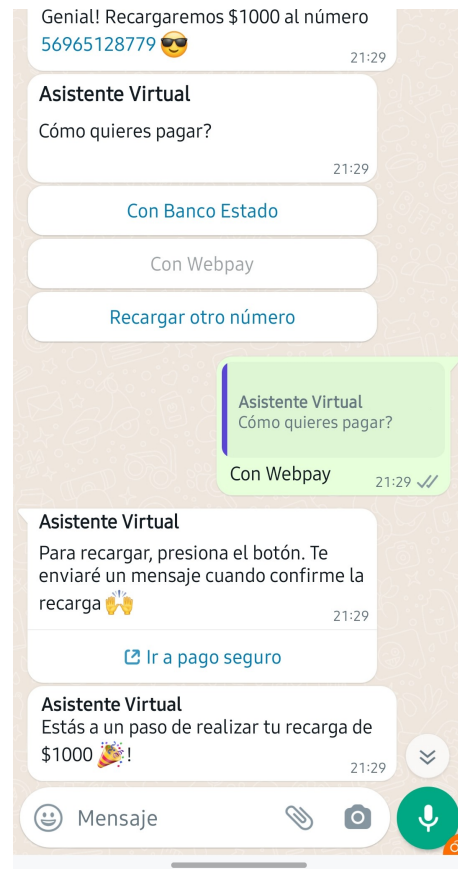 Genial! Recargaremos $1000 al número
56965128779 😎
21:29
Asistente Virtual
Cómo quieres pagar?
21:29
Con Banco Estado
Con Webpay
Recargar otro número
Asistente Virtual
Cómo quieres pagar?
Con Webpay
21:29
Asistente Virtual
Para recargar, presiona el botón. Te
enviaré un mensaje cuando confirme la
recarga 🙌
21:29
Ir a pago seguro
Asistente Virtual
Estás a un paso de realizar tu recarga de
$1000 🎉!
21:29
Mensaje